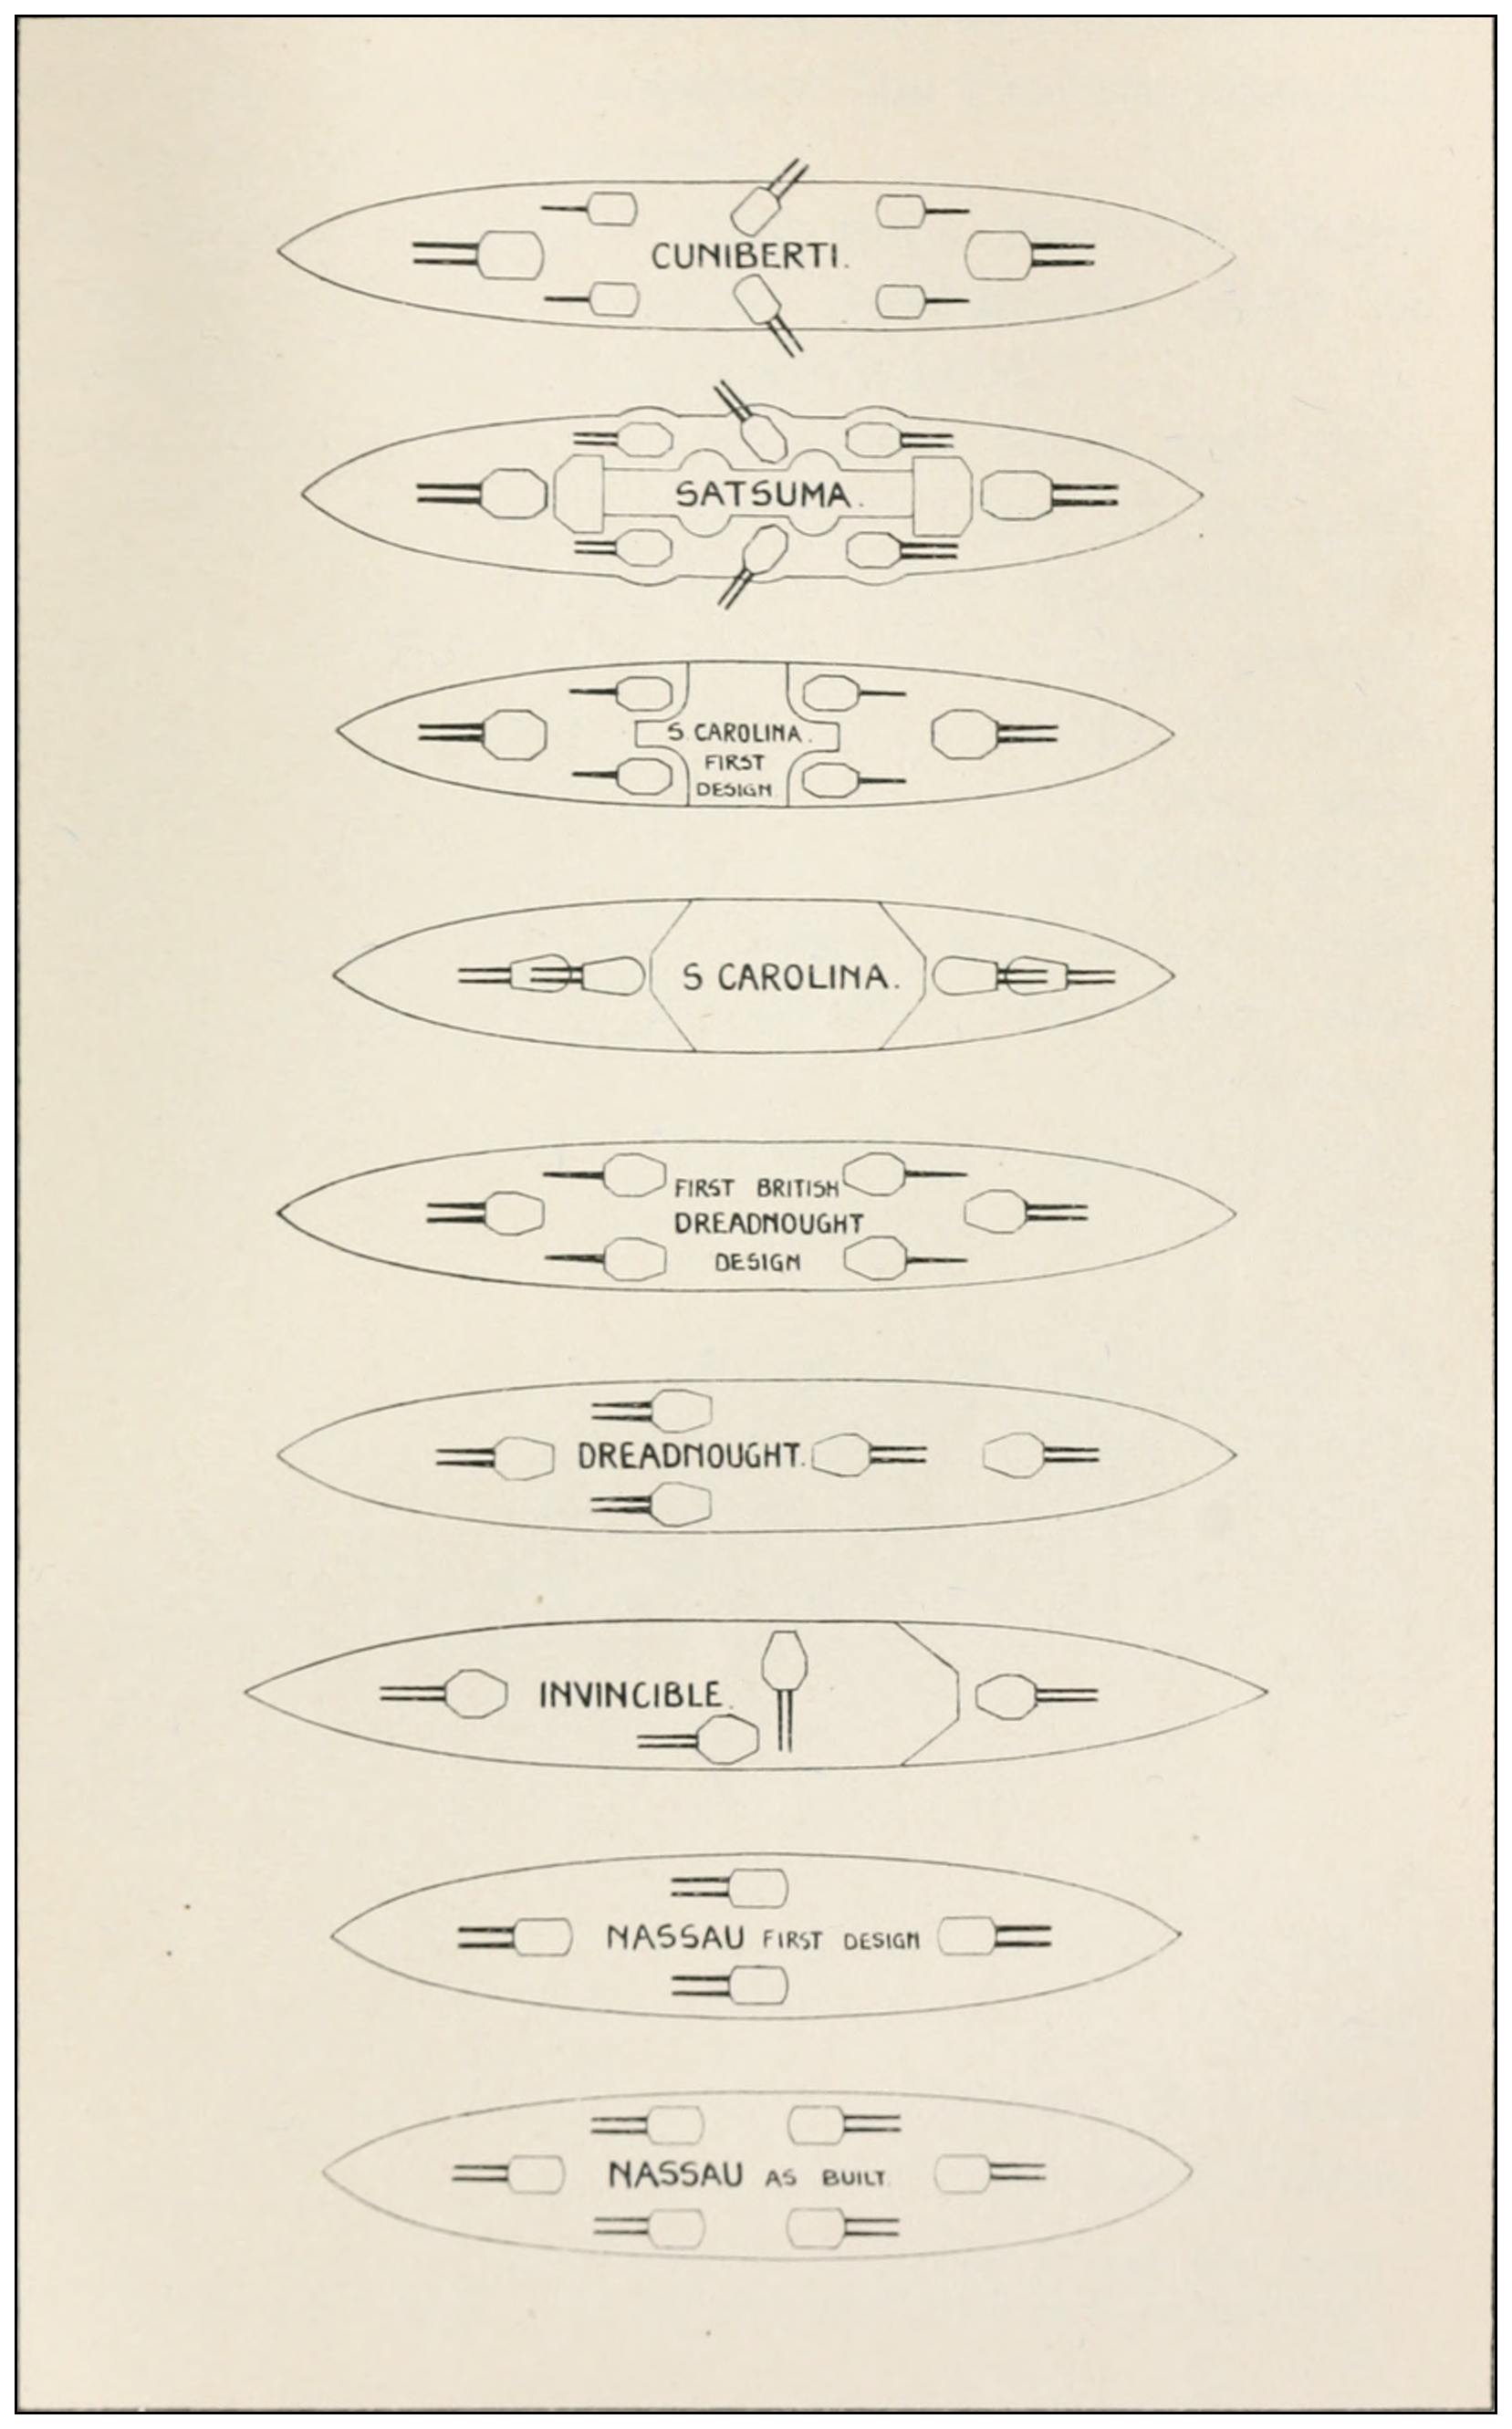 CUNIBERTI.
SATSUMA.
S. CAROLINA.
FIRST
DESIGN
S CAROLINA.
FIRST BRITISH
DREADNOUGHT
DESIGN
DREADNOUGHT.
INVINCIBLE.
NASSAU FIRST DESIGN
NASSAU AS BUILT.